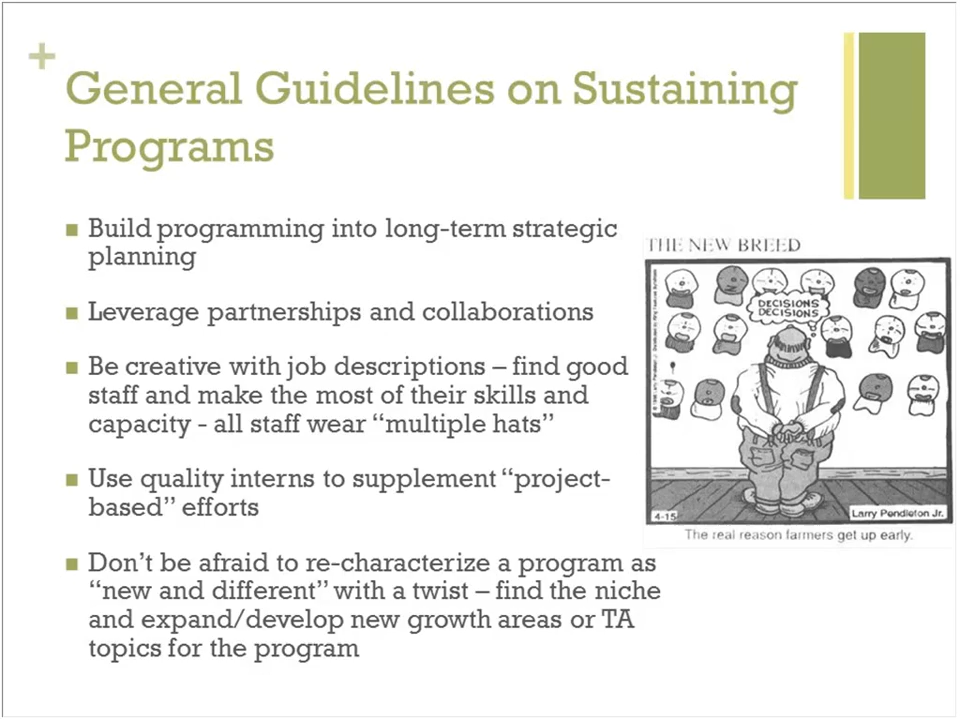 +
General Guidelines on Sustaining
Programs
■ Build programming into long-term strategic
planning
■ Leverage partnerships and collaborations
■ Be creative with job descriptions – find good
staff and make the most of their skills and
capacity - all staff wear “multiple hats”
■ Use quality interns to supplement “project-
based” efforts
■ Don’t be afraid to re-characterize a program as
“new and different” with a twist – find the niche
and expand/develop new growth areas or TA
topics for the program
THE NEW BREED
DECISIONS
DECISIONS
4-15
Larry Pendleton Jr.
The real reason farmers get up early.